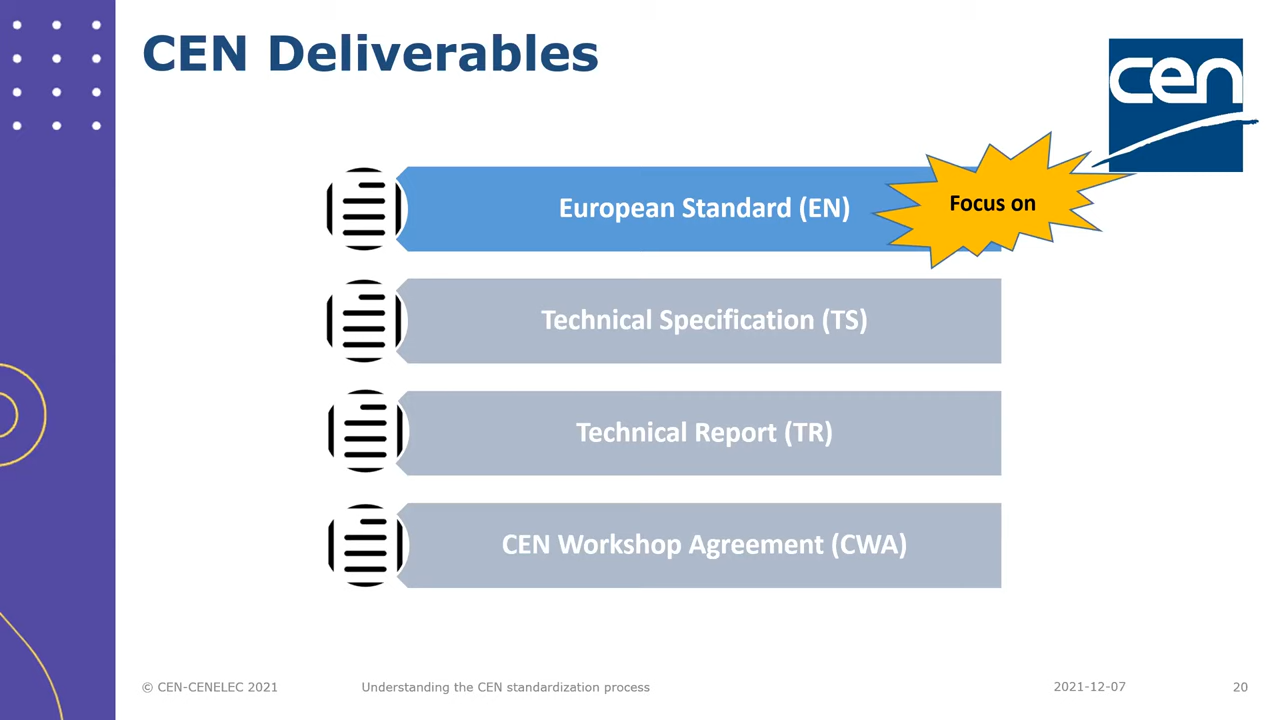 CEN Deliverables
cen
European Standard (EN)
Focus on
Technical Specification (TS)
Technical Report (TR)
CEN Workshop Agreement (CWA)
© CEN-CENELEC 2021
Understanding the CEN standardization process
2021-12-07
20